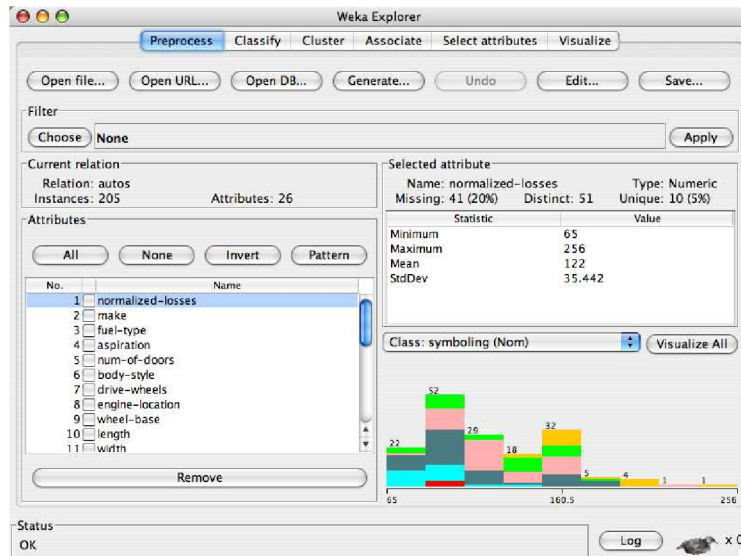 Weka Explorer
Preprocess Classify Cluster Associate Select attributes Visualize
Open file... Open URL... Open DB... Generate... Undo Edit... Save...
Filter
Choose None Apply
Current relation
Relation: autos
Instances: 205 Attributes: 26
Attributes
All None Invert Pattern
No. Name
1 normalized-losses
2 make
3 fuel-type
4 aspiration
5 num-of-doors
6 body-style
7 drive-wheels
8 engine-location
9 wheel-base
10 length
11 width
Remove
Selected attribute
Name: normalized-losses Type: Numeric
Missing: 41 (20%) Distinct: 51 Unique: 10 (5%)
Statistic Value
Minimum 65
Maximum 256
Mean 122
StdDev 35.442
Class: symboling (Nom) Visualize All
22 52 29 18 32 5 4 1 1
65 160.5 256
Status
OK Log x 0